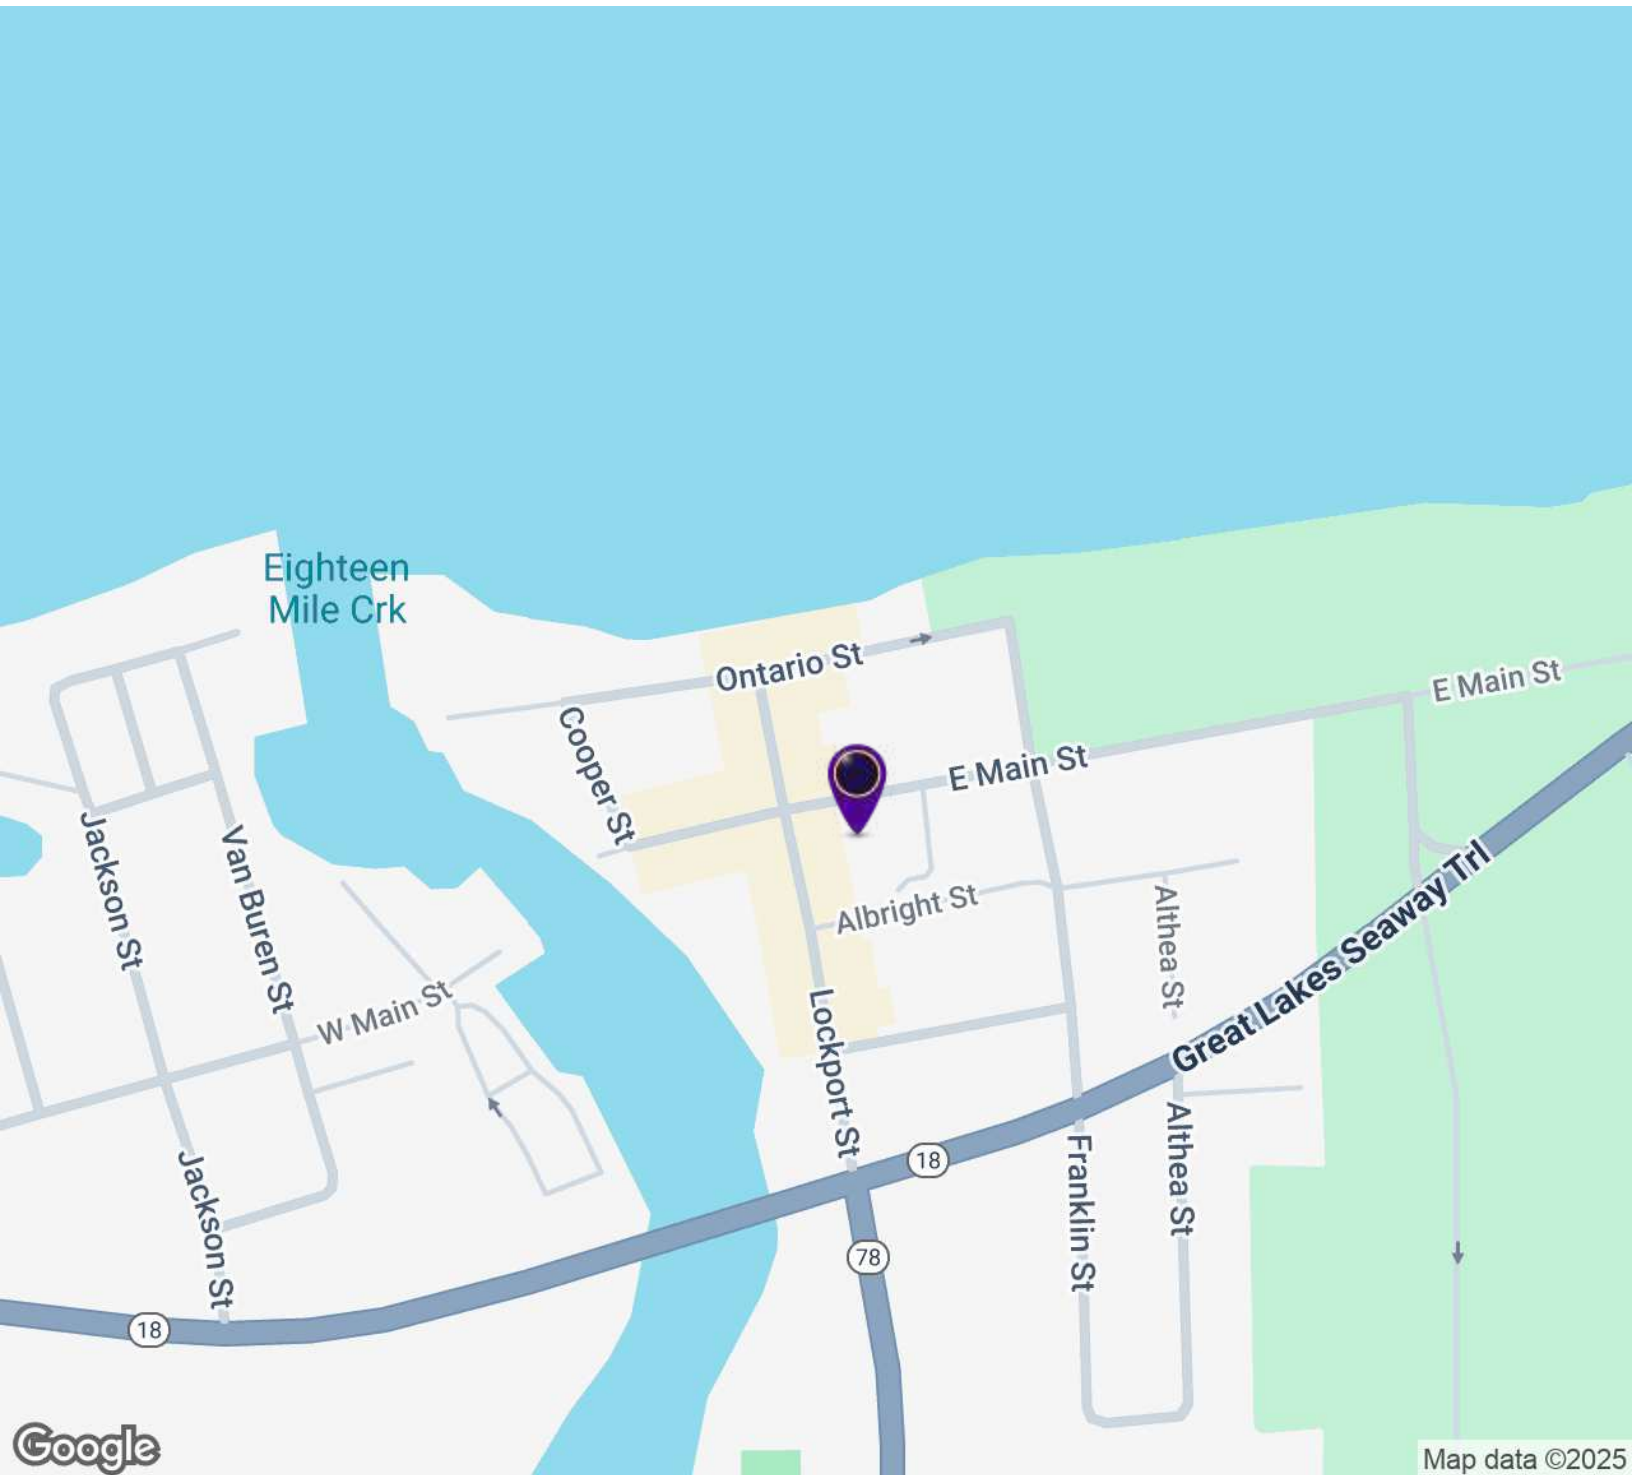 Eighteen
Mile Crk
Ontario St
E Main St
Cooper St
E Main St
Jackson St
Van Buren St
Albright St
Althea St
Great Lakes Seaway Trl
W Main St
Lockport St
18
Althea St
Franklin St
Jackson St
78
18
Google
Map data ©2025